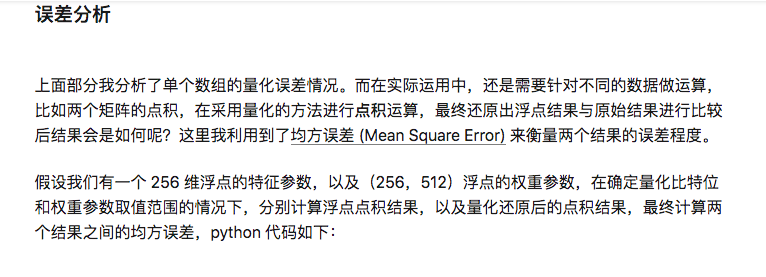 误差分析
上面部分我分析了单个数组的量化误差情况。而在实际运用中，还是需要针对不同的数据做运算，
比如两个矩阵的点积，在采用量化的方法进行点积运算，最终还原出浮点结果与原始结果进行比较
后结果会是如何呢？这里我利用到了均方误差 (Mean Square Error) 来衡量两个结果的误差程度。
假设我们有一个 256 维浮点的特征参数，以及（256，512）浮点的权重参数，在确定量化比特位
和权重参数取值范围的情况下，分别计算浮点点积结果，以及量化还原后的点积结果，最终计算两
个结果之间的均方误差，python 代码如下：